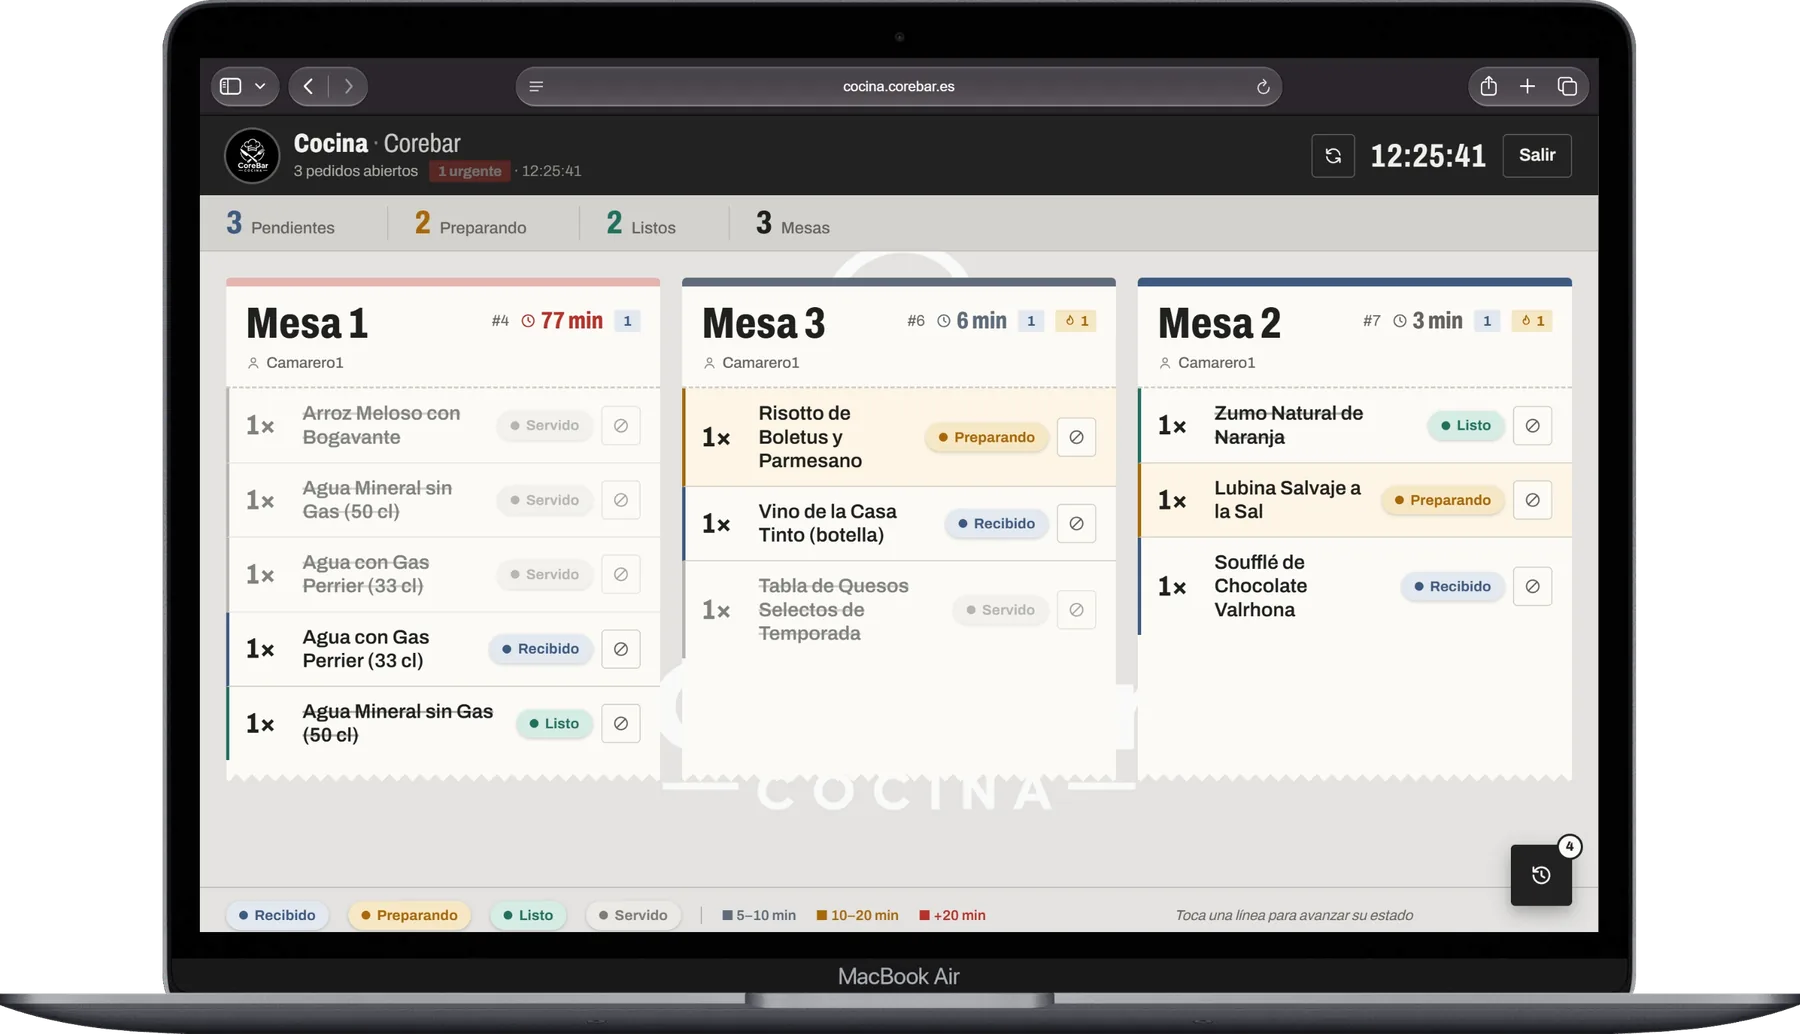 cocina.corebar.es
CoreBar
COCINA
Cocina · Corebar
3 pedidos abiertos 1 urgente · 12:25:41
12:25:41
Salir
3 Pendientes
2 Preparando
2 Listos
3 Mesas
Mesa 1
#4 77 min 1
Camarero1
1× Arroz Meloso con
Bogavante
Servido
1× Agua Mineral sin
Gas (50 cl)
Servido
1× Agua con Gas
Perrier (33 cl)
Servido
1× Agua con Gas
Perrier (33 cl)
Recibido
1× Agua Mineral sin Gas
(50 cl)
Listo
Mesa 3
#6 6 min 1 1
Camarero1
1× Risotto de
Boletus y
Parmesano
Preparando
1× Vino de la Casa
Tinto (botella)
Recibido
1× Tabla de Quesos
Selectos de
Temporada
Servido
Mesa 2
#7 3 min 1 1
Camarero1
1× Zumo Natural de
Naranja
Listo
1× Lubina Salvaje a
la Sal
Preparando
1× Soufflé de
Chocolate
Valrhona
Recibido
COCINA
4
Recibido Preparando Listo Servido 5–10 min 10–20 min +20 min
Toca una línea para avanzar su estado
MacBook Air